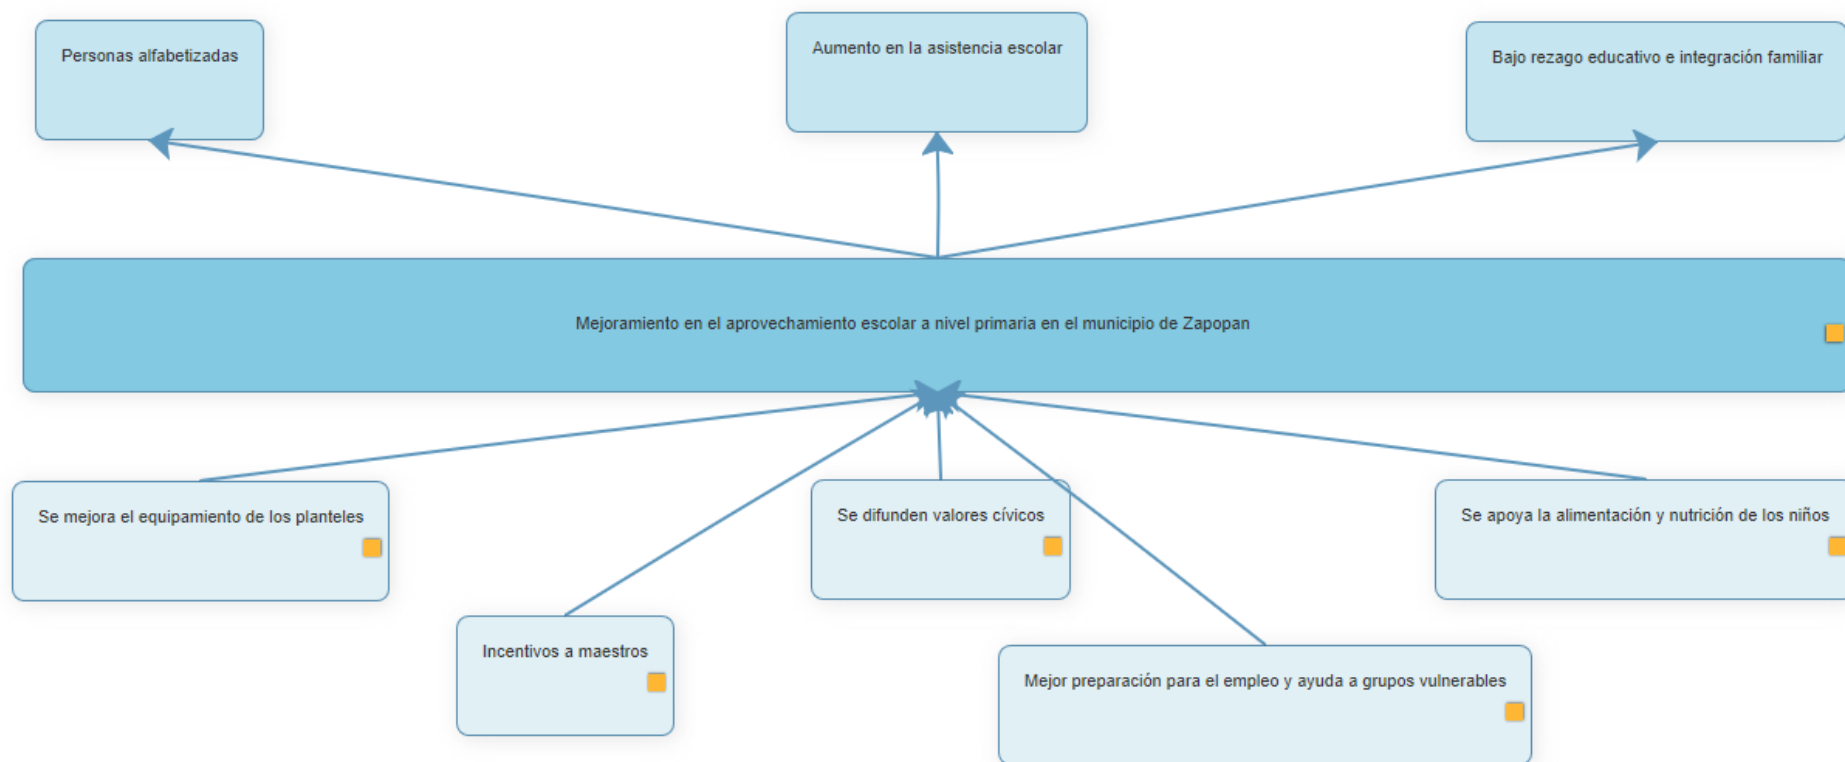 Personas alfabetizadas
Aumento en la asistencia escolar
Bajo rezago educativo e integración familiar
Mejoramiento en el aprovechamiento escolar a nivel primaria en el municipio de Zapopan
Se mejora el equipamiento de los planteles
Se difunden valores cívicos
Se apoya la alimentación y nutrición de los niños
Incentivos a maestros
Mejor preparación para el empleo y ayuda a grupos vulnerables